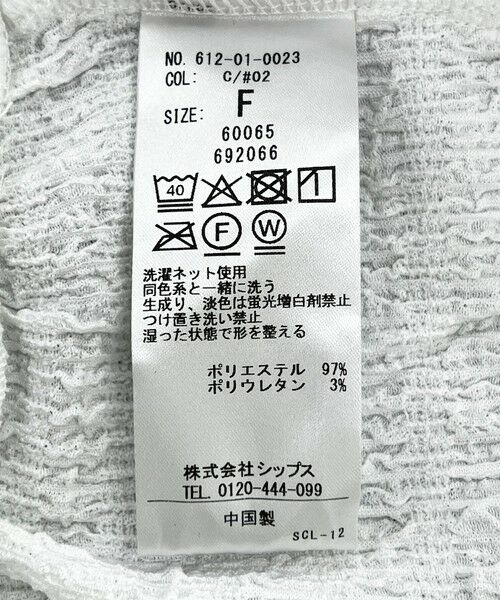 NO. 612-01-0023
COL: C/#02
SIZE: F
60065
692066
40
F W
洗濯ネット使用
同色系と一緒に洗う
生成り、淡色は蛍光増白剤禁止
つけ置き洗い禁止
湿った状態で形を整える
ポリエステル 97%
ポリウレタン 3%
株式会社シップス
TEL. 0120-444-099
中国製
SCL-12